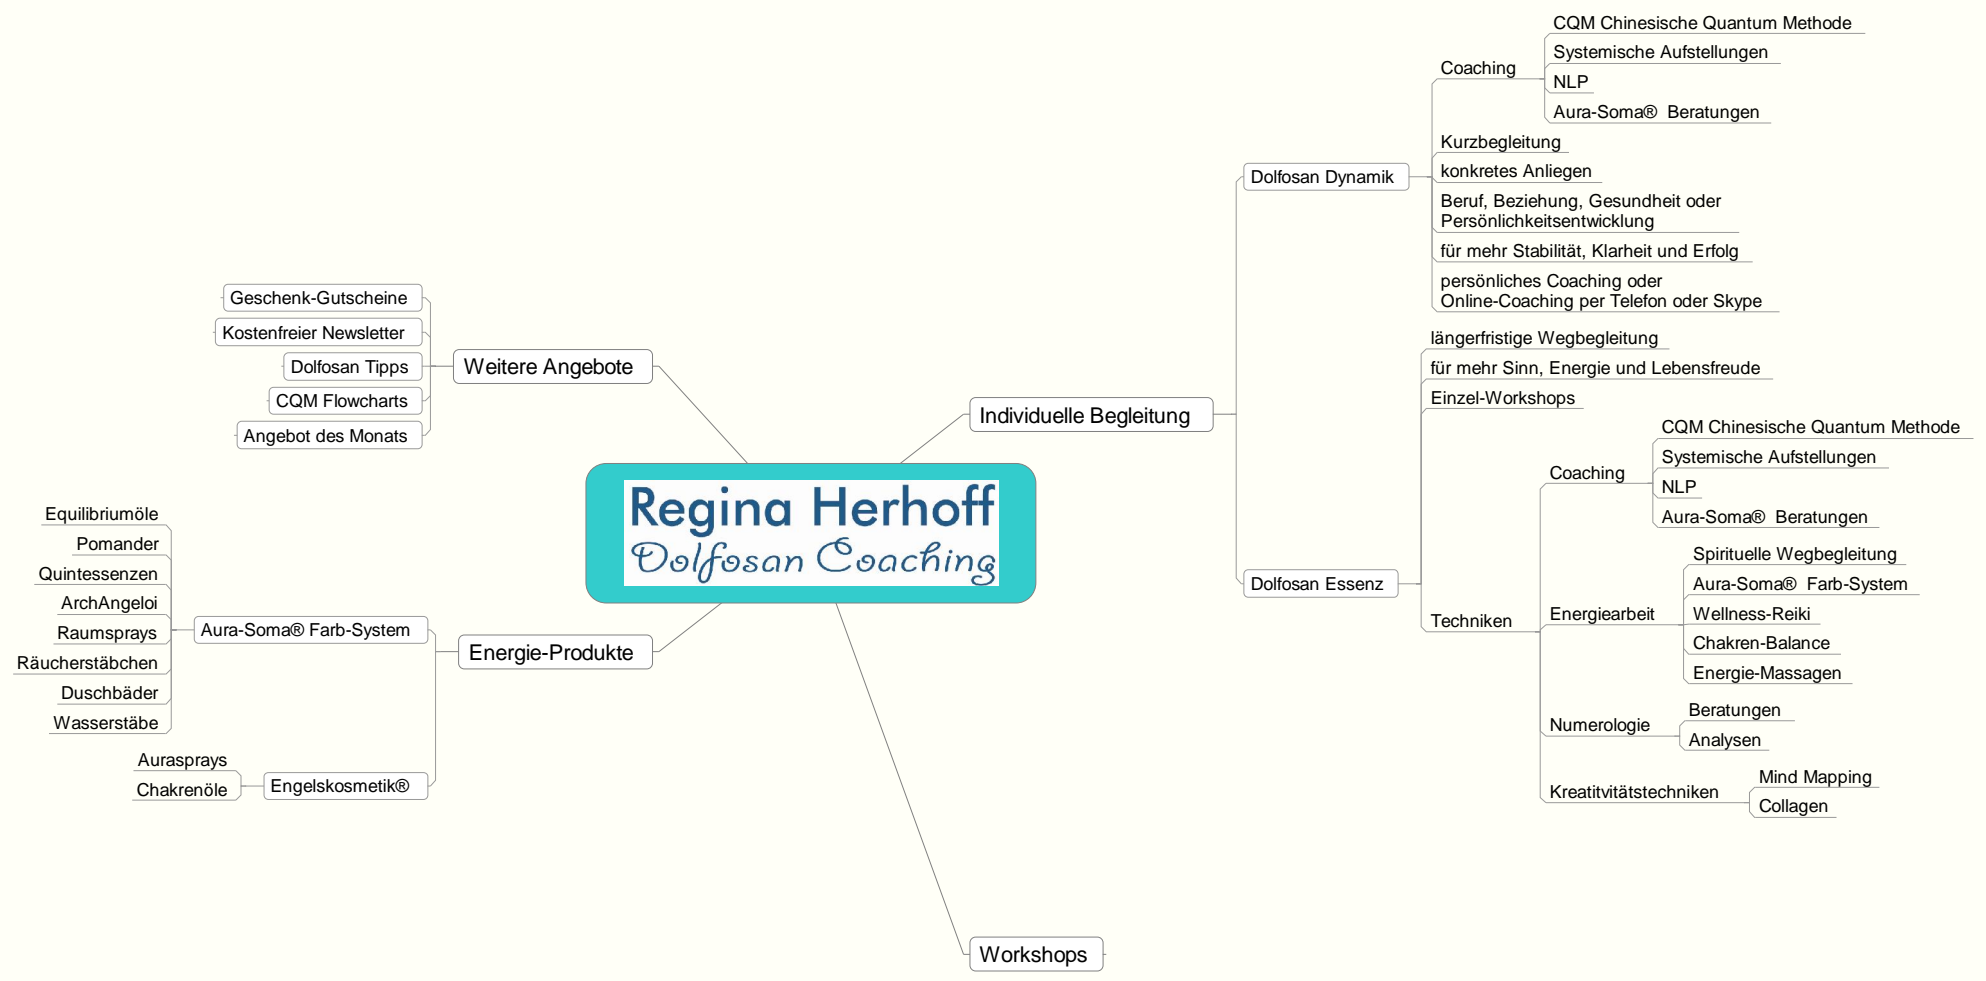 Regina Herhoff
Dolfosan Coaching
Individuelle Begleitung
Dolfosan Dynamik
Coaching
CQM Chinesische Quantum Methode
Systemische Aufstellungen
NLP
Aura-Soma®  Beratungen
Kurzbegleitung
konkretes Anliegen
Beruf, Beziehung, Gesundheit oder
Persönlichkeitsentwicklung
für mehr Stabilität, Klarheit und Erfolg
persönliches Coaching oder
Online-Coaching per Telefon oder Skype
Dolfosan Essenz
längerfristige Wegbegleitung
für mehr Sinn, Energie und Lebensfreude
Einzel-Workshops
Techniken
Coaching
CQM Chinesische Quantum Methode
Systemische Aufstellungen
NLP
Aura-Soma®  Beratungen
Energiearbeit
Spirituelle Wegbegleitung
Aura-Soma®  Farb-System
Wellness-Reiki
Chakren-Balance
Energie-Massagen
Numerologie
Beratungen
Analysen
Kreatitvitätstechniken
Mind Mapping
Collagen
Workshops
Energie-Produkte
Aura-Soma® Farb-System
Equilibriumöle
Pomander
Quintessenzen
ArchAngeloi
Raumsprays
Räucherstäbchen
Duschbäder
Wasserstäbe
Engelskosmetik®
Aurasprays
Chakrenöle
Weitere Angebote
Geschenk-Gutscheine
Kostenfreier Newsletter
Dolfosan Tipps
CQM Flowcharts
Angebot des Monats